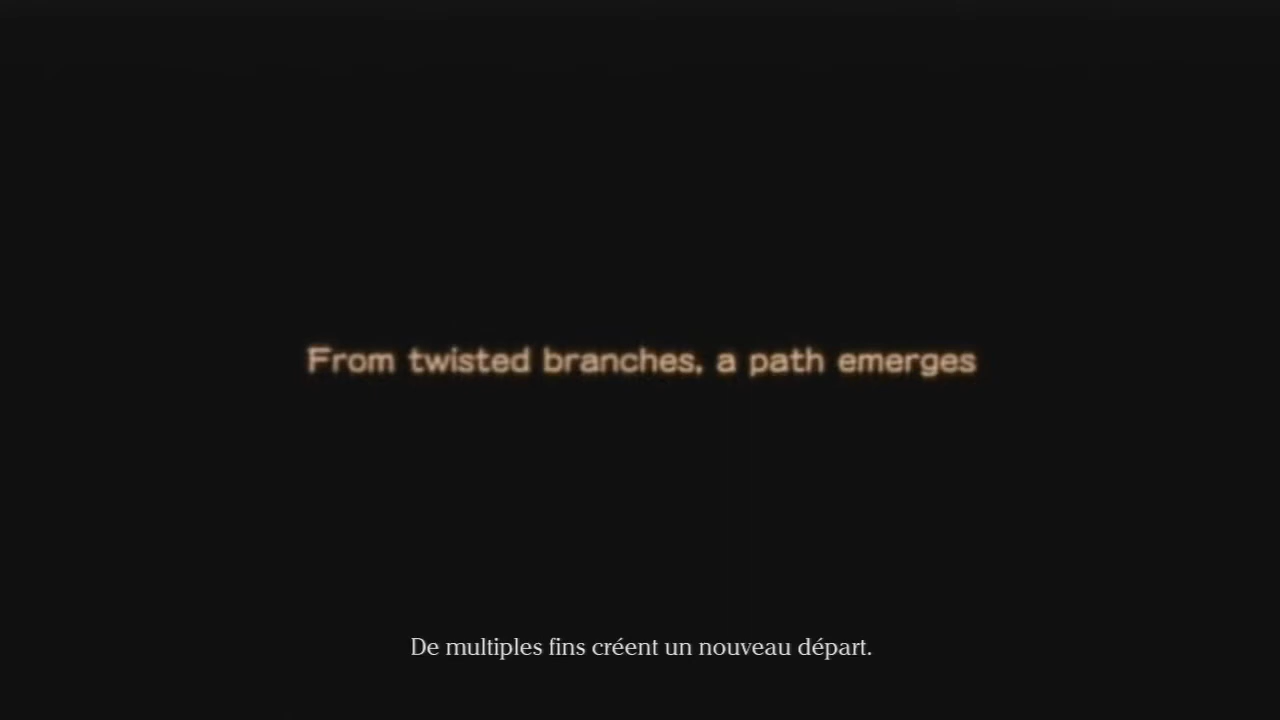 From twisted branches, a path emerges
De multiples fins créent un nouveau départ.